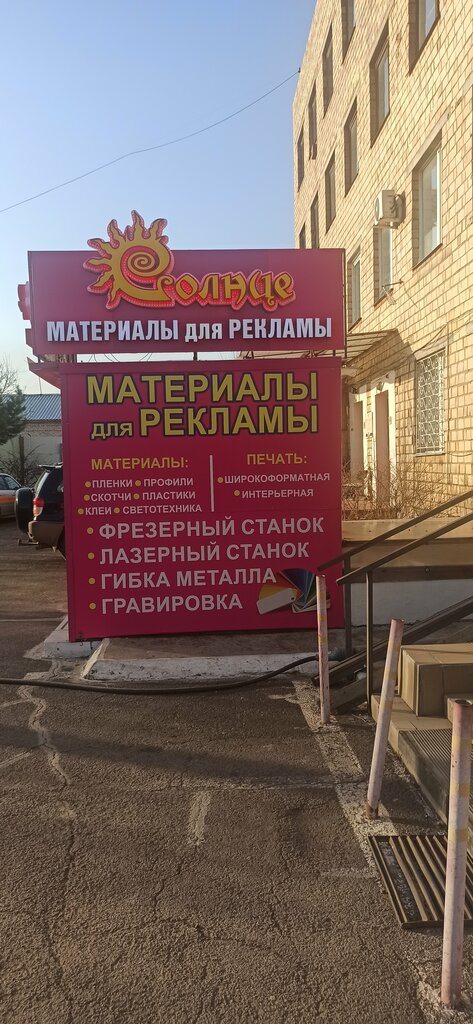 Солнце
МАТЕРИАЛЫ для РЕКЛАМЫ
МАТЕРИАЛЫ
для РЕКЛАМЫ
МАТЕРИАЛЫ:
• ПЛЕНКИ • ПРОФИЛИ
• СКОТЧИ • ПЛАСТИКИ
• КЛЕИ • СВЕТОТЕХНИКА
ПЕЧАТЬ:
• ШИРОКОФОРМАТНАЯ
• ИНТЕРЬЕРНАЯ
• ФРЕЗЕРНЫЙ СТАНОК
• ЛАЗЕРНЫЙ СТАНОК
• ГИБКА МЕТАЛЛА
• ГРАВИРОВКА